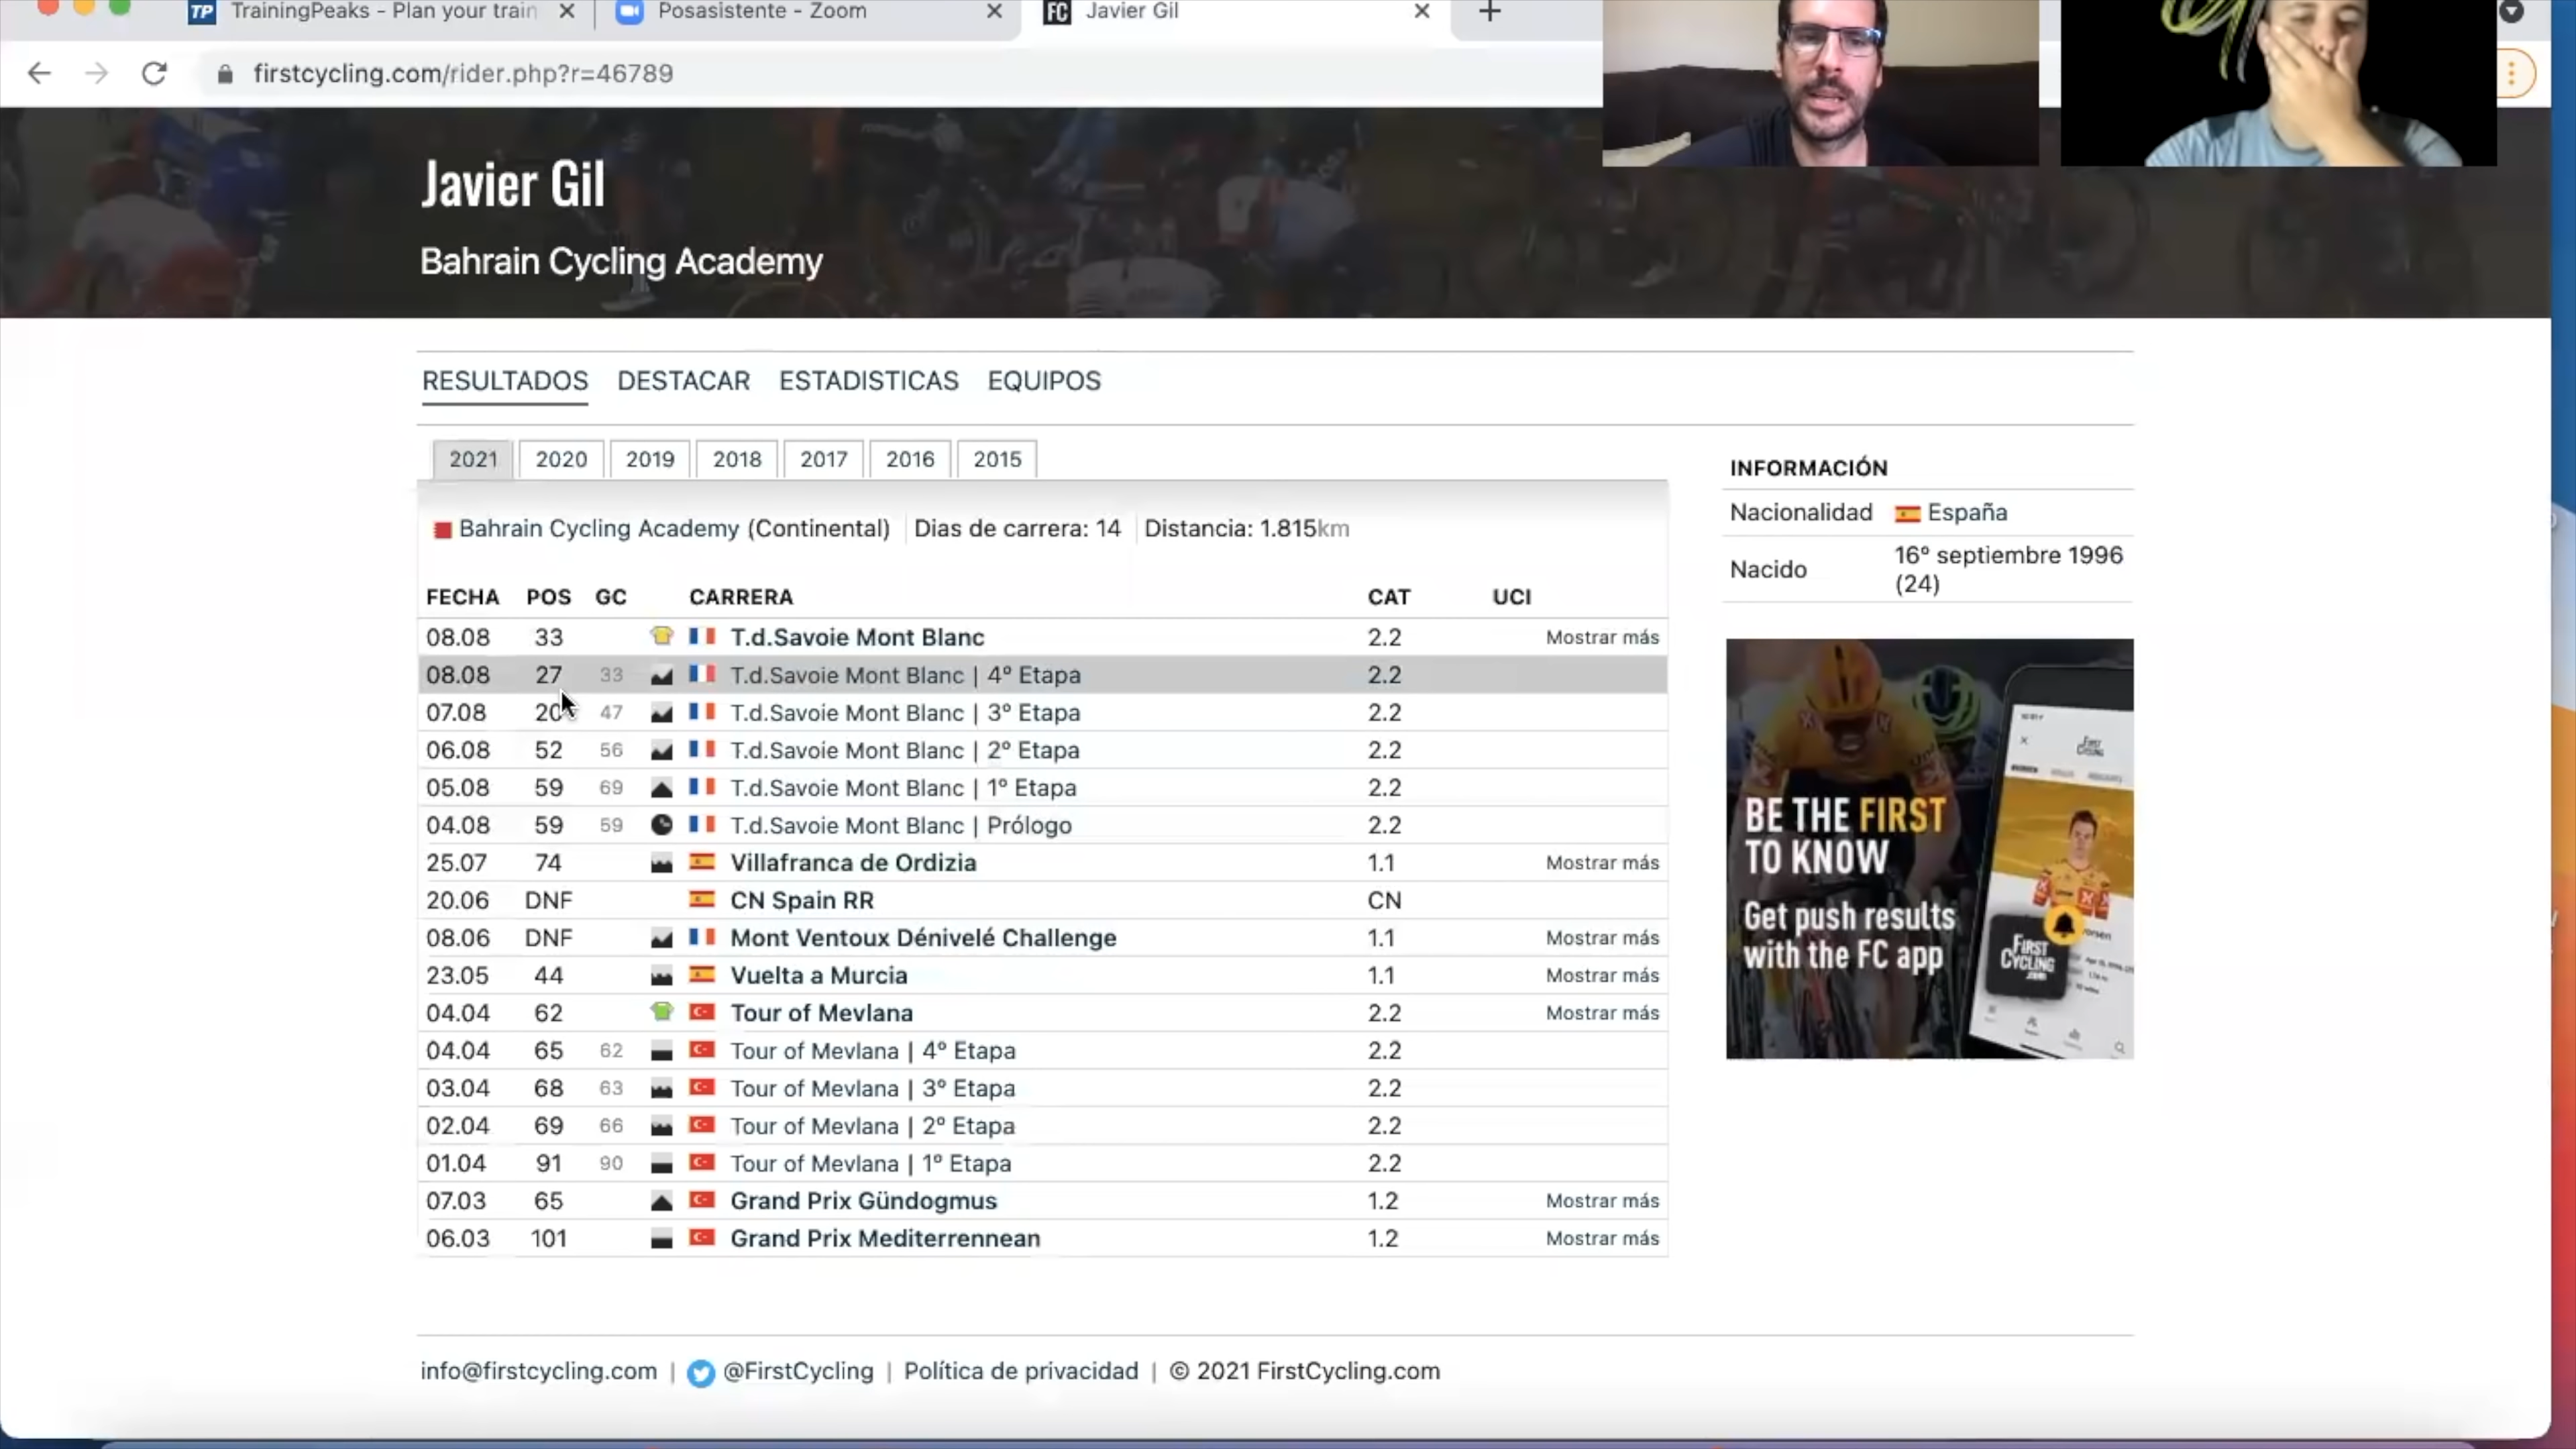 TP TrainingPeaks - Plan your train
Posasistente - Zoom
FC Javier Gil
firstcycling.com/rider.php?r=46789
Javier Gil
Bahrain Cycling Academy
RESULTADOS DESTACAR ESTADISTICAS EQUIPOS
2021 2020 2019 2018 2017 2016 2015
Bahrain Cycling Academy (Continental) Dias de carrera: 14 Distancia: 1.815km
FECHA POS GC CARRERA CAT UCI
08.08 33 T.d.Savoie Mont Blanc 2.2 Mostrar más
08.08 27 33 T.d.Savoie Mont Blanc | 4º Etapa 2.2
07.08 20 47 T.d.Savoie Mont Blanc | 3º Etapa 2.2
06.08 52 56 T.d.Savoie Mont Blanc | 2º Etapa 2.2
05.08 59 69 T.d.Savoie Mont Blanc | 1º Etapa 2.2
04.08 59 59 T.d.Savoie Mont Blanc | Prólogo 2.2
25.07 74 Villafranca de Ordizia 1.1 Mostrar más
20.06 DNF CN Spain RR CN
08.06 DNF Mont Ventoux Dénivelé Challenge 1.1 Mostrar más
23.05 44 Vuelta a Murcia 1.1 Mostrar más
04.04 62 Tour of Mevlana 2.2 Mostrar más
04.04 65 62 Tour of Mevlana | 4º Etapa 2.2
03.04 68 63 Tour of Mevlana | 3º Etapa 2.2
02.04 69 66 Tour of Mevlana | 2º Etapa 2.2
01.04 91 90 Tour of Mevlana | 1º Etapa 2.2
07.03 65 Grand Prix Gündogmus 1.2 Mostrar más
06.03 101 Grand Prix Mediterrennean 1.2 Mostrar más
INFORMACIÓN
Nacionalidad España
Nacido 16º septiembre 1996
(24)
BE THE FIRST
TO KNOW
Get push results
with the FC app
FIRST
CYCLING
info@firstcycling.com | @FirstCycling | Política de privacidad | © 2021 FirstCycling.com